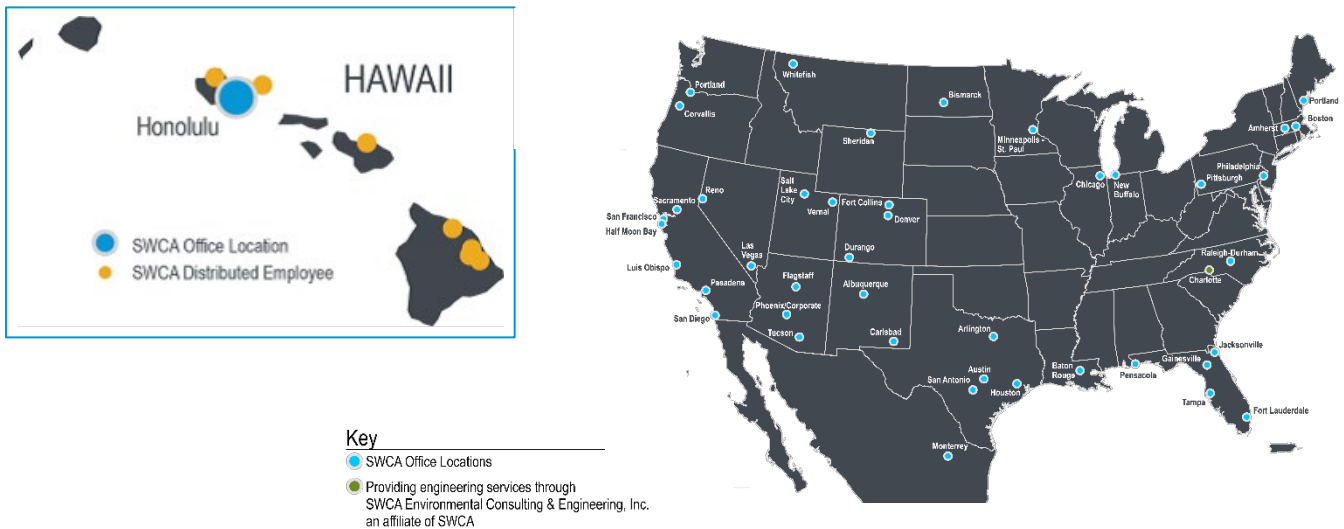 HAWAII
Honolulu
SWCA Office Location
SWCA Distributed Employee
Whitefish
Portland
Corvallis
Bismarck
Sheridan
Minneapolis -
St. Paul
Portland
Boston
Amherst
Philadelphia
Pittsburgh
Chicago
New
Buffalo
Reno
Salt
Lake
City
Vernal
Fort Collins
Denver
Sacramento
San Francisco
Half Moon Bay
Las
Vegas
Durango
Luis Obispo
Pasadena
Flagstaff
Albuquerque
Raleigh-Durham
Charlotte
Phoenix/Corporate
San Diego
Tucson
Carlsbad
Arlington
Jacksonville
Gainesville
Baton
Rouge
Pensacola
Austin
San Antonio
Houston
Tampa
Fort Lauderdale
Monterrey
Key
SWCA Office Locations
Providing engineering services through
SWCA Environmental Consulting & Engineering, Inc.
an affiliate of SWCA